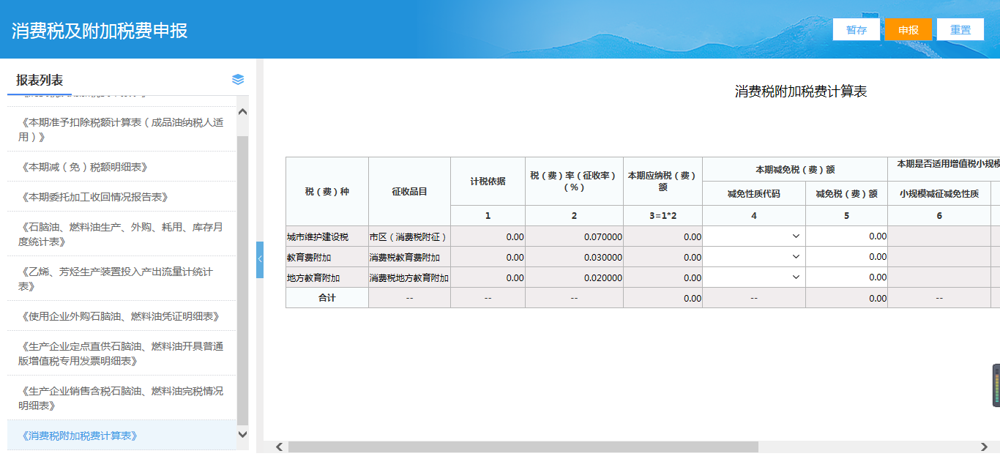 消费税及附加税费申报
暂存
申报
重置
报表列表
《本期准予扣除税额计算表（成品油纳税人适
用）》
《本期减（免）税额明细表》
《本期委托加工收回情况报告表》
《石脑油、燃料油生产、外购、耗用、库存月
度统计表》
《乙烯、芳烃生产装置投入产出流量计统计
表》
《使用企业外购石脑油、燃料油凭证明细表》
《生产企业定点直供石脑油、燃料油开具普通
版增值税专用发票明细表》
《生产企业销售含税石脑油、燃料油完税情况
明细表》
《消费税附加税费计算表》
消费税附加税费计算表
税（费）种 征收品目 计税依据 税（费）率（征收率） 本期应纳税（费） 本期减免税（费）额 本期是否适用增值税小规模
（%） 额
减免性质代码 减免税（费）额 小规模减征减免性质
1 2 3=1*2 4 5 6
城市维护建设税 市区（消费税附征） 0.00 0.070000 0.00 0.00
教育费附加 消费税教育费附加 0.00 0.030000 0.00 0.00
地方教育附加 消费税地方教育附加 0.00 0.020000 0.00 0.00
合计 -- -- -- 0.00 -- 0.00 --